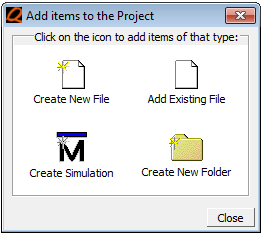 Add items to the Project
Click on the icon to add items of that type:
Create New File
Add Existing File
Create Simulation
Create New Folder
Close